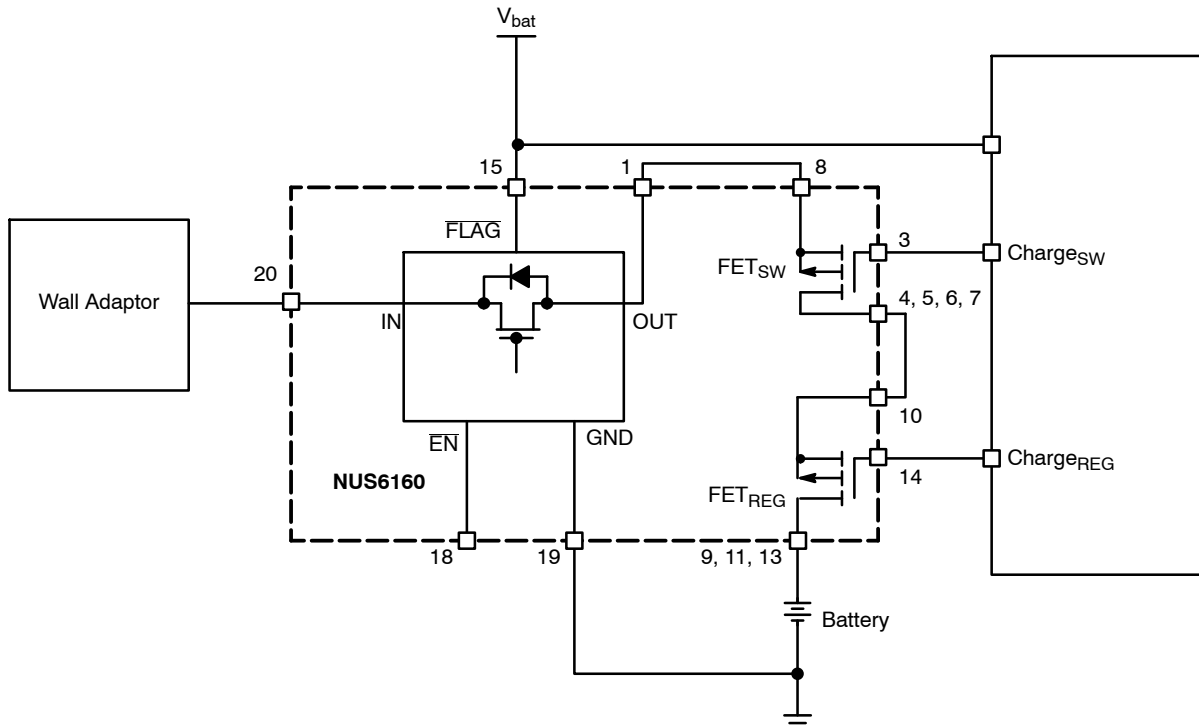 Vbat
15
1
8
FLAG
3
ChargeSW
FETSW
20
Wall Adaptor
IN
OUT
4, 5, 6, 7
10
EN
GND
NUS6160
FETREG
14
ChargeREG
18
19
9, 11, 13
Battery